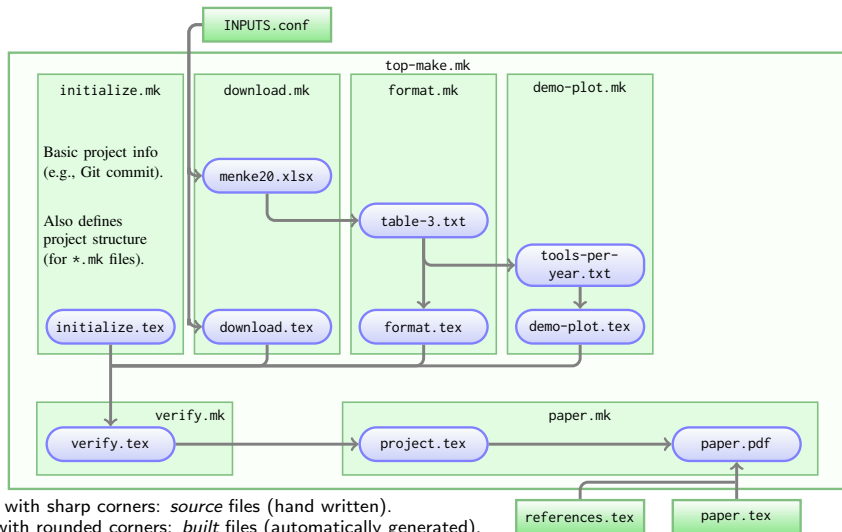 INPUTS.conf
top-make.mk
initialize.mk
download.mk
format.mk
demo-plot.mk
Basic project info
(e.g., Git commit).
Also defines
project structure
(for *.mk files).
menke20.xlsx
table-3.txt
tools-per-
year.txt
initialize.tex
download.tex
format.tex
demo-plot.tex
verify.mk
paper.mk
verify.tex
project.tex
paper.pdf
with sharp corners: source files (hand written).
with rounded corners: built files (automatically generated).
references.tex
paper.tex